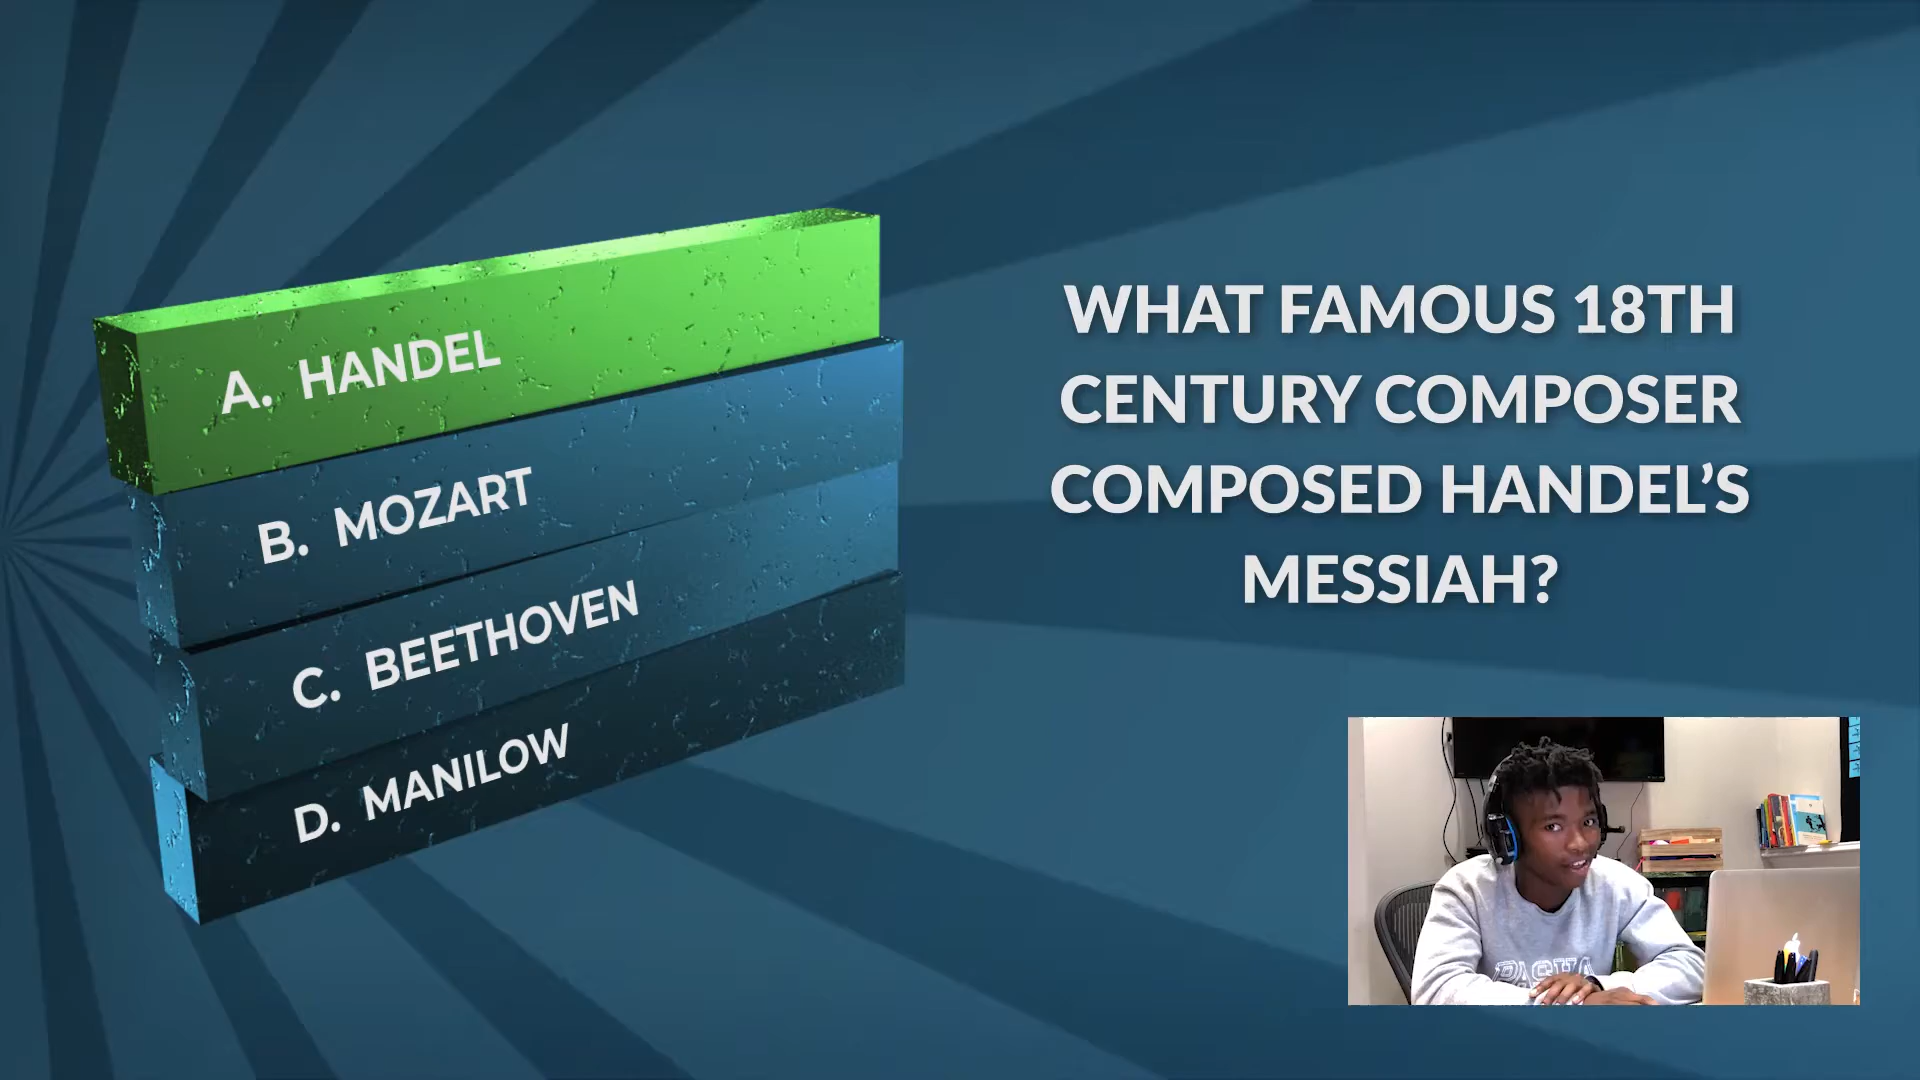 A. HANDEL
B. MOZART
C. BEETHOVEN
D. MANILOW
WHAT FAMOUS 18TH
CENTURY COMPOSER
COMPOSED HANDEL’S
MESSIAH?